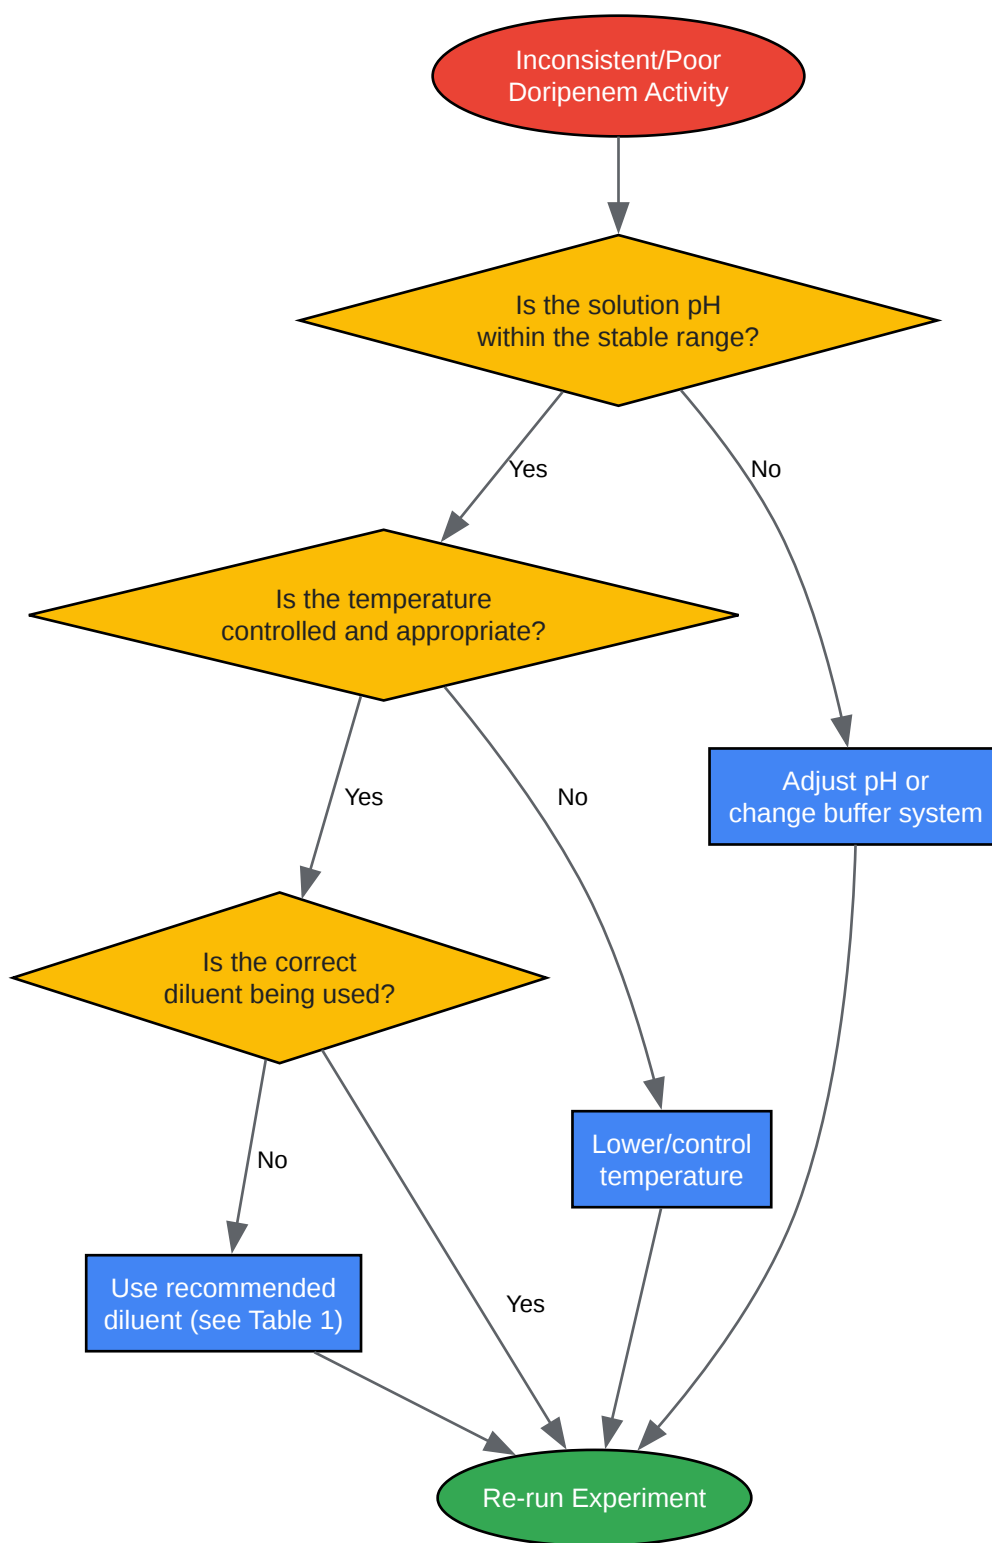 Inconsistent/Poor
Doripenem Activity
Is the solution pH
within the stable range?
Yes
No
Is the temperature
controlled and appropriate?
Yes
No
Adjust pH or
change buffer system
Is the correct
diluent being used?
Lower/control
temperature
No
Yes
Use recommended
diluent (see Table 1)
Re-run Experiment